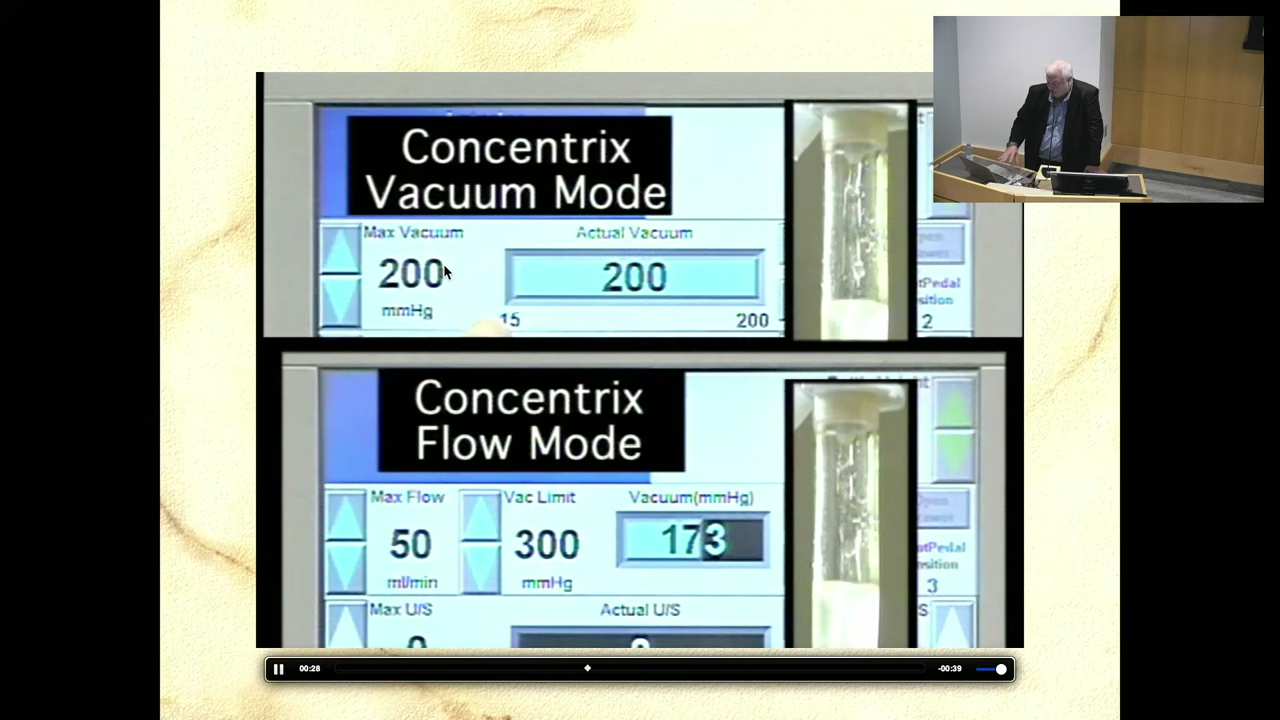 Concentrix
Vacuum Mode
Max Vacuum
Actual Vacuum
200
200
mmHg
15
200
2
Concentrix
Flow Mode
Max Flow
Vac Limit
Vacuum(mmHg)
50
300
173
ml/min
mmHg
3
Max U/S
Actual U/S
00:28
-00:39